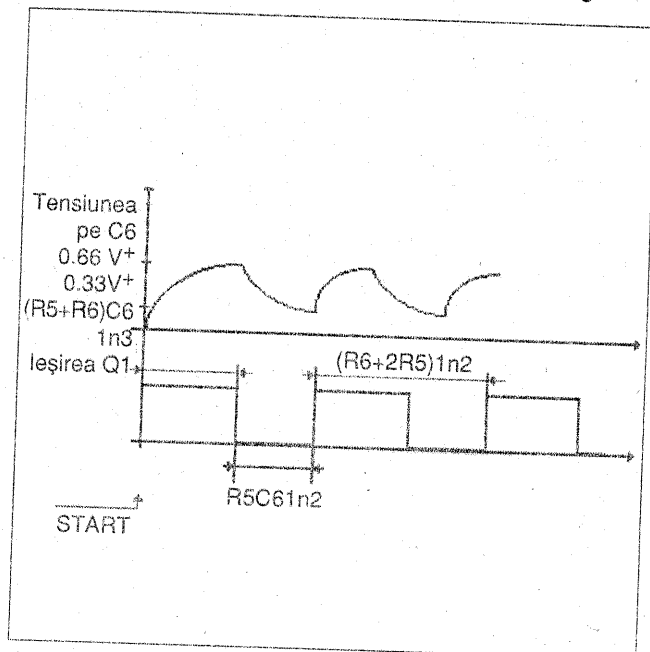 Tensiunea
pe C6
0.66 V+
0.33V+
(R5+R6)C6
1n3
Ieşirea Q1
(R6+2R5)1n2
R5C61n2
START